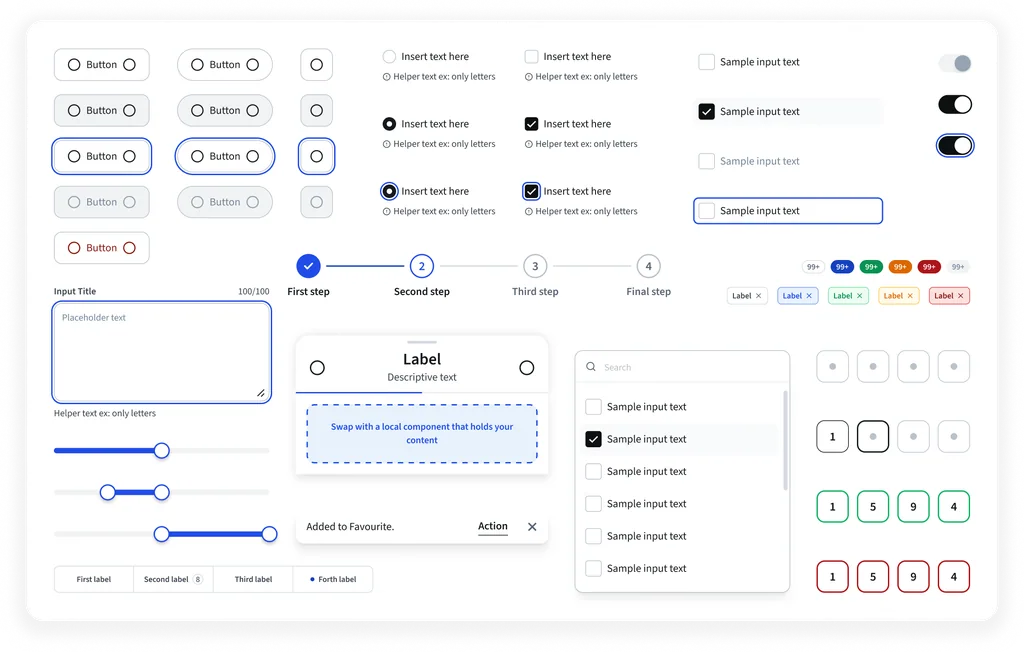 Button
Button
Button
Button
Button
Button
Button
Button
Button
Insert text here
Helper text ex: only letters
Insert text here
Helper text ex: only letters
Insert text here
Helper text ex: only letters
Insert text here
Helper text ex: only letters
Insert text here
Helper text ex: only letters
Insert text here
Helper text ex: only letters
Sample input text
Sample input text
Sample input text
Sample input text
2
3
4
First step
Second step
Third step
Final step
99+
99+
99+
99+
99+
99+
Label
Label
Label
Label
Label
Input Title
100/100
Placeholder text
Helper text ex: only letters
Label
Descriptive text
Swap with a local component that holds your
content
Added to Favourite.
Action
First label
Second label 8
Third label
Forth label
Search
Sample input text
Sample input text
Sample input text
Sample input text
Sample input text
Sample input text
1
1 5 9 4
1 5 9 4